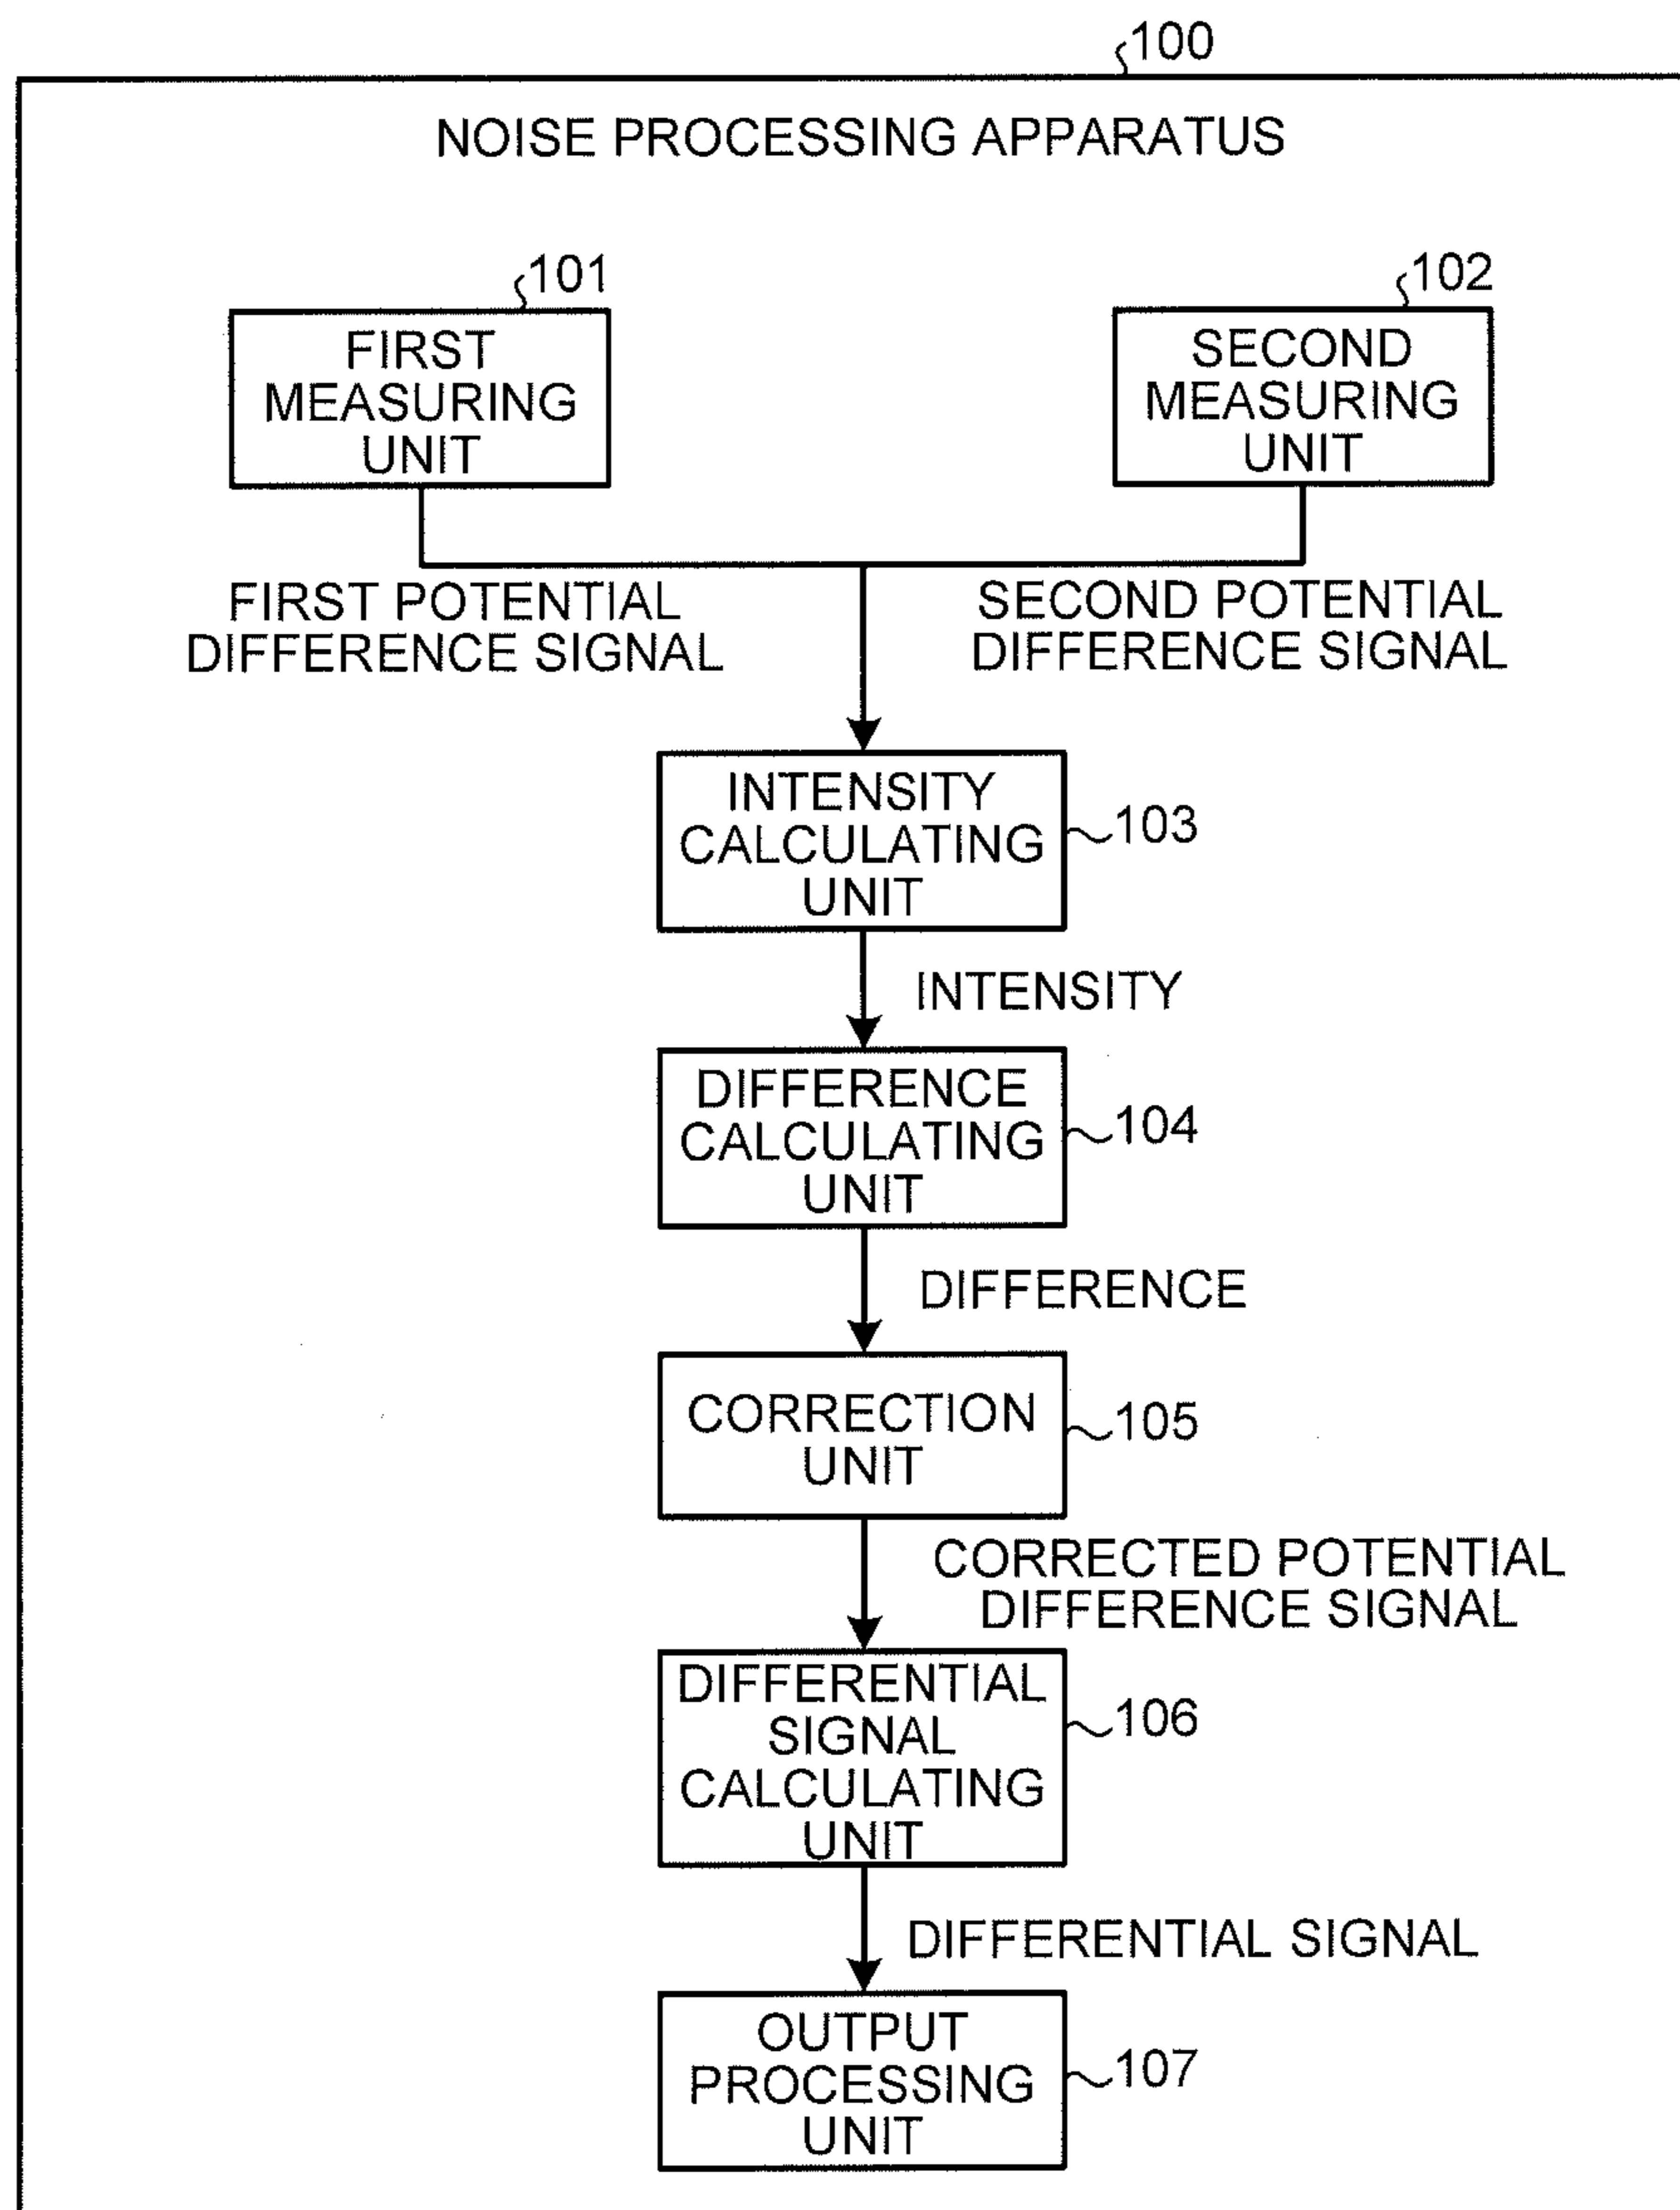 100
NOISE PROCESSING APPARATUS
101
FIRST
MEASURING
UNIT
102
SECOND
MEASURING
UNIT
FIRST POTENTIAL
DIFFERENCE SIGNAL
SECOND POTENTIAL
DIFFERENCE SIGNAL
INTENSITY
CALCULATING
UNIT
103
INTENSITY
DIFFERENCE
CALCULATING
UNIT
104
DIFFERENCE
CORRECTION
UNIT
105
CORRECTED POTENTIAL
DIFFERENCE SIGNAL
DIFFERENTIAL
SIGNAL
CALCULATING
UNIT
106
DIFFERENTIAL SIGNAL
OUTPUT
PROCESSING
UNIT
107